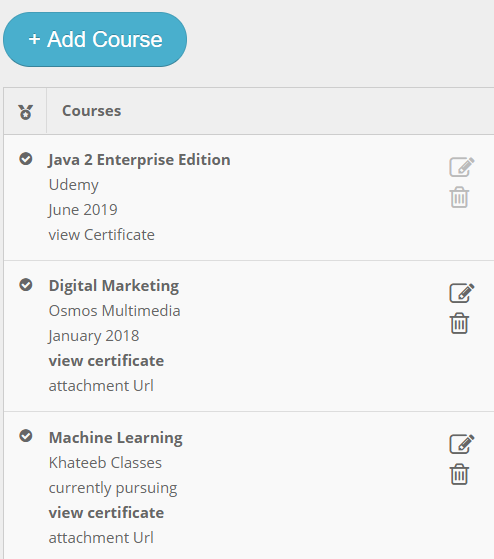 + Add Course
Courses
Java 2 Enterprise Edition
Udemy
June 2019
view Certificate
Digital Marketing
Osmos Multimedia
January 2018
view certificate
attachment Url
Machine Learning
Khateeb Classes
currently pursuing
view certificate
attachment Url